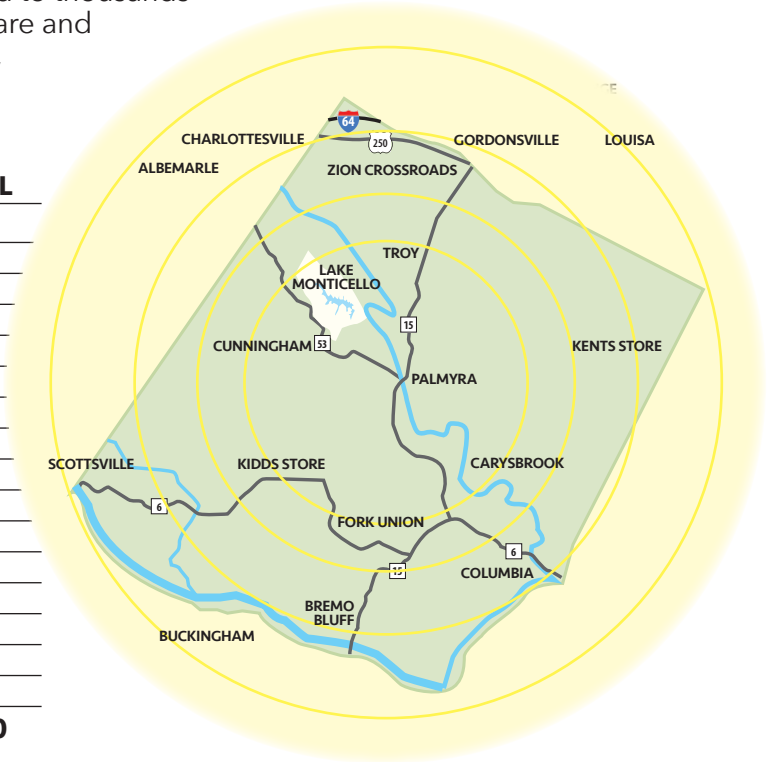 are and
64
CHARLOTTESVILLE
250
GORDONSVILLE
LOUISA
ALBEMARLE
ZION CROSSROADS
L
TROY
LAKE
MONTICELLO
15
CUNNINGHAM
53
KENTS STORE
PALMYRA
SCOTTSVILLE
KIDDS STORE
CARYSBROOK
6
FORK UNION
6
15
COLUMBIA
BREMO
BLUFF
BUCKINGHAM